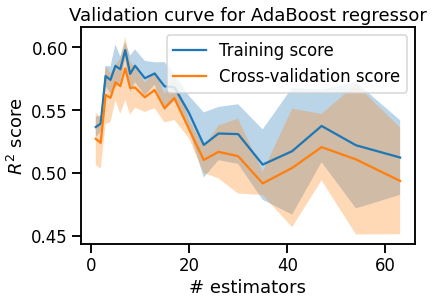 Validation curve for AdaBoost regressor
Training score
Cross-validation score
R² score
0.60
0.55
0.50
0.45
0
20
40
60
# estimators